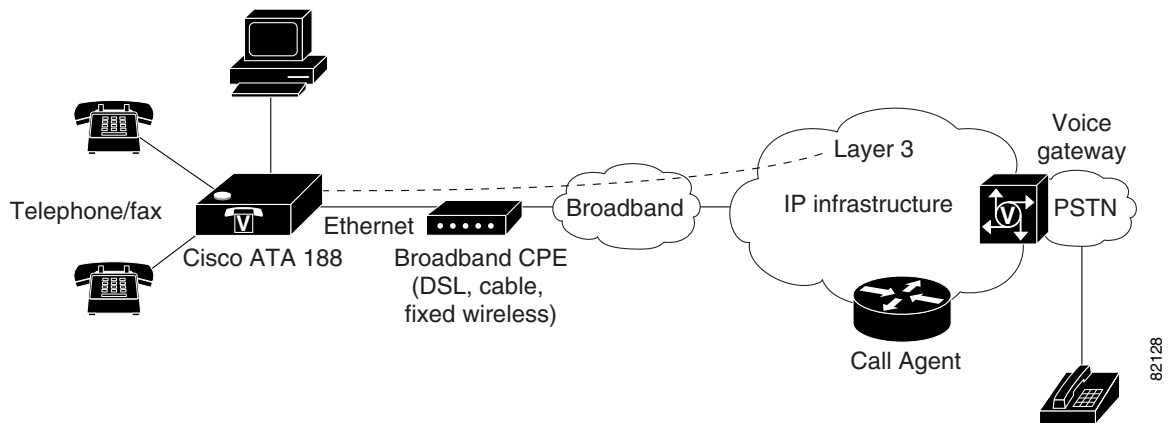 Telephone/fax
V
Cisco ATA 188
Ethernet
Broadband CPE
(DSL, cable,
fixed wireless)
Broadband
Layer 3
IP infrastructure
Call Agent
Voice
gateway
V
PSTN
82128